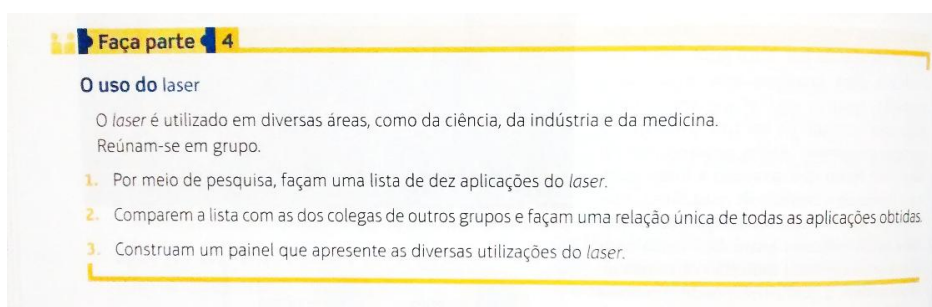 Faça parte 4
O uso do laser
O laser é utilizado em diversas áreas, como da ciência, da indústria e da medicina.
Reúnam-se em grupo.
1. Por meio de pesquisa, façam uma lista de dez aplicações do laser.
2. Comparem a lista com as dos colegas de outros grupos e façam uma relação única de todas as aplicações obtidas.
3. Construam um painel que apresente as diversas utilizações do laser.